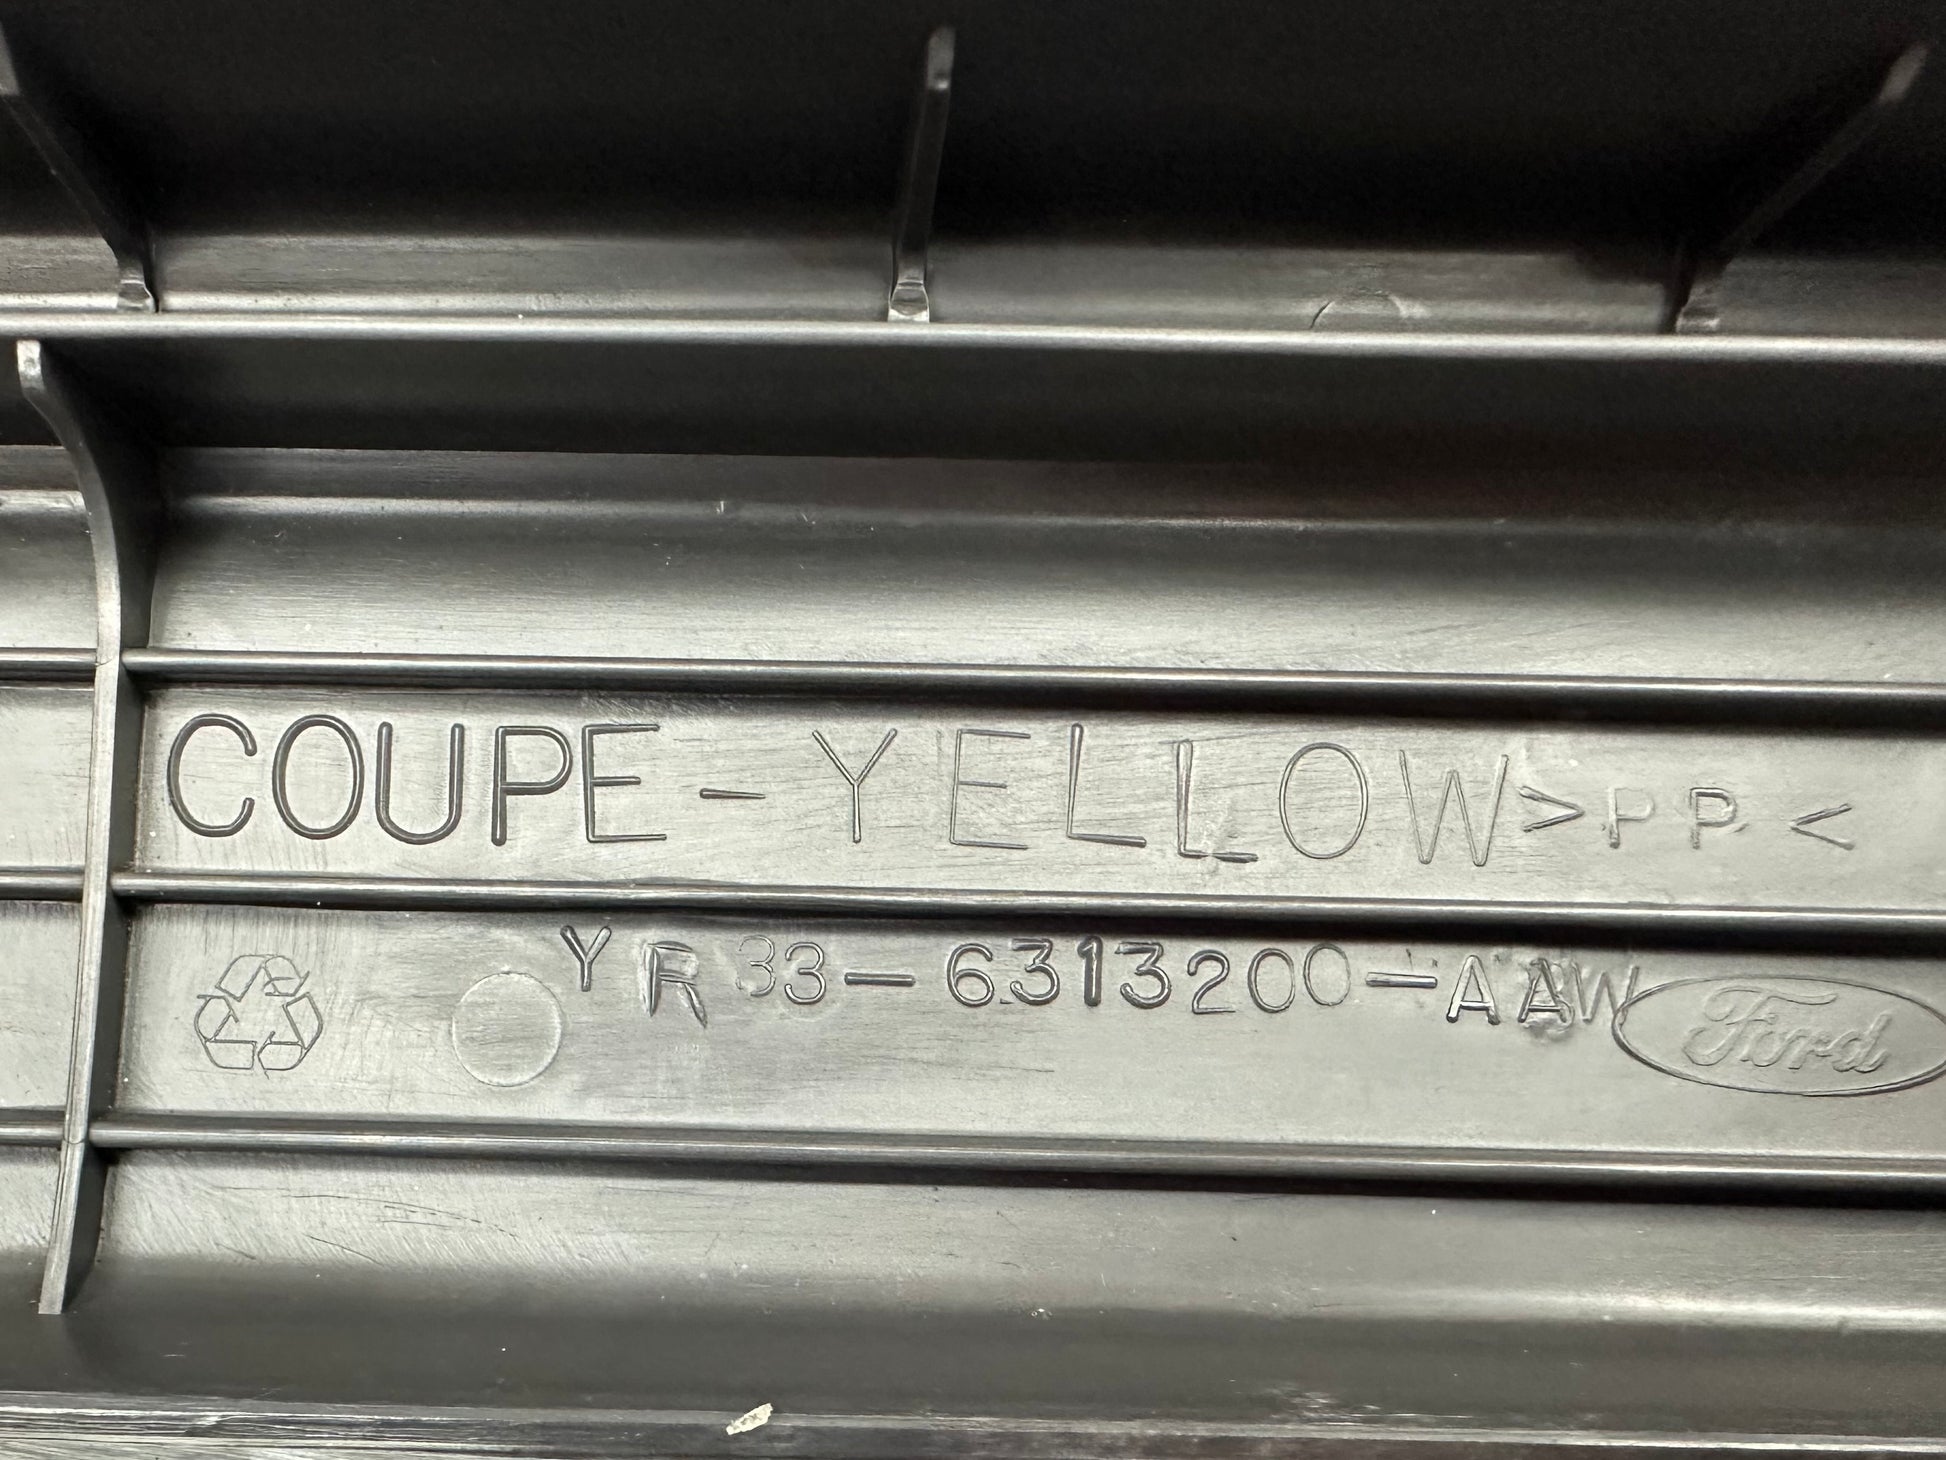 COUPE - YELLOW >PP<
YR33-6313200-AAW
Ford